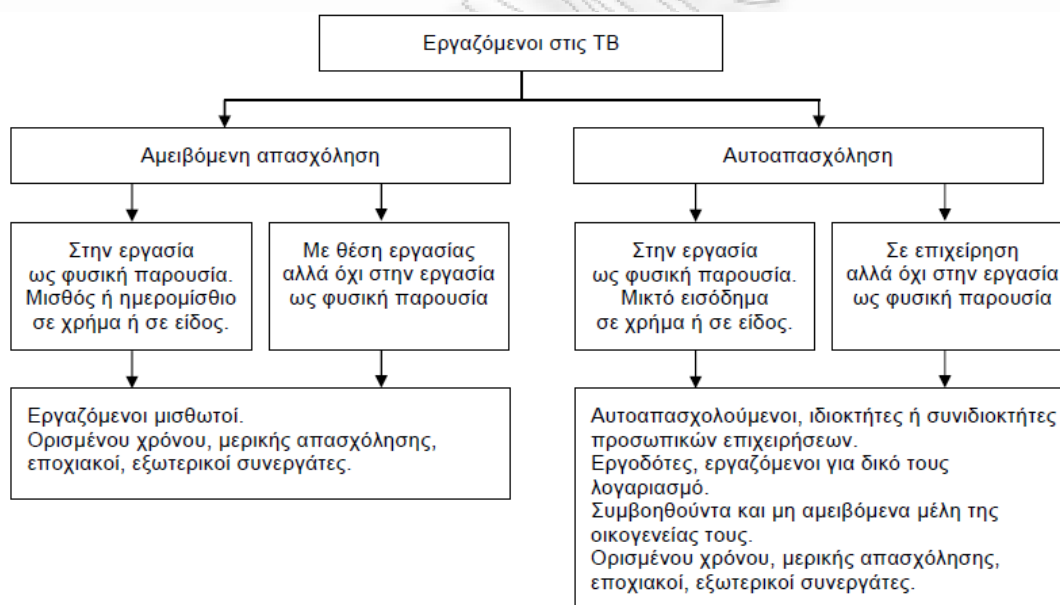 Εργαζόμενοι στις ΤΒ
Αμειβόμενη απασχόληση
Αυτοαπασχόληση
Στην εργασία
ως φυσική παρουσία.
Μισθός ή ημερομίσθιο
σε χρήμα ή σε είδος.
Με θέση εργασίας
αλλά όχι στην εργασία
ως φυσική παρουσία
Στην εργασία
ως φυσική παρουσία.
Μικτό εισόδημα
σε χρήμα ή σε είδος.
Σε επιχείρηση
αλλά όχι στην εργασία
ως φυσική παρουσία
Εργαζόμενοι μισθωτοί.
Ορισμένου χρόνου, μερικής απασχόλησης,
εποχιακοί, εξωτερικοί συνεργάτες.
Αυτοαπασχολούμενοι, ιδιοκτήτες ή συνιδιοκτήτες
προσωπικών επιχειρήσεων.
Εργοδότες, εργαζόμενοι για δικό τους
λογαριασμό.
Συμβοηθούντα και μη αμειβόμενα μέλη της
οικογενείας τους.
Ορισμένου χρόνου, μερικής απασχόλησης,
εποχιακοί, εξωτερικοί συνεργάτες.